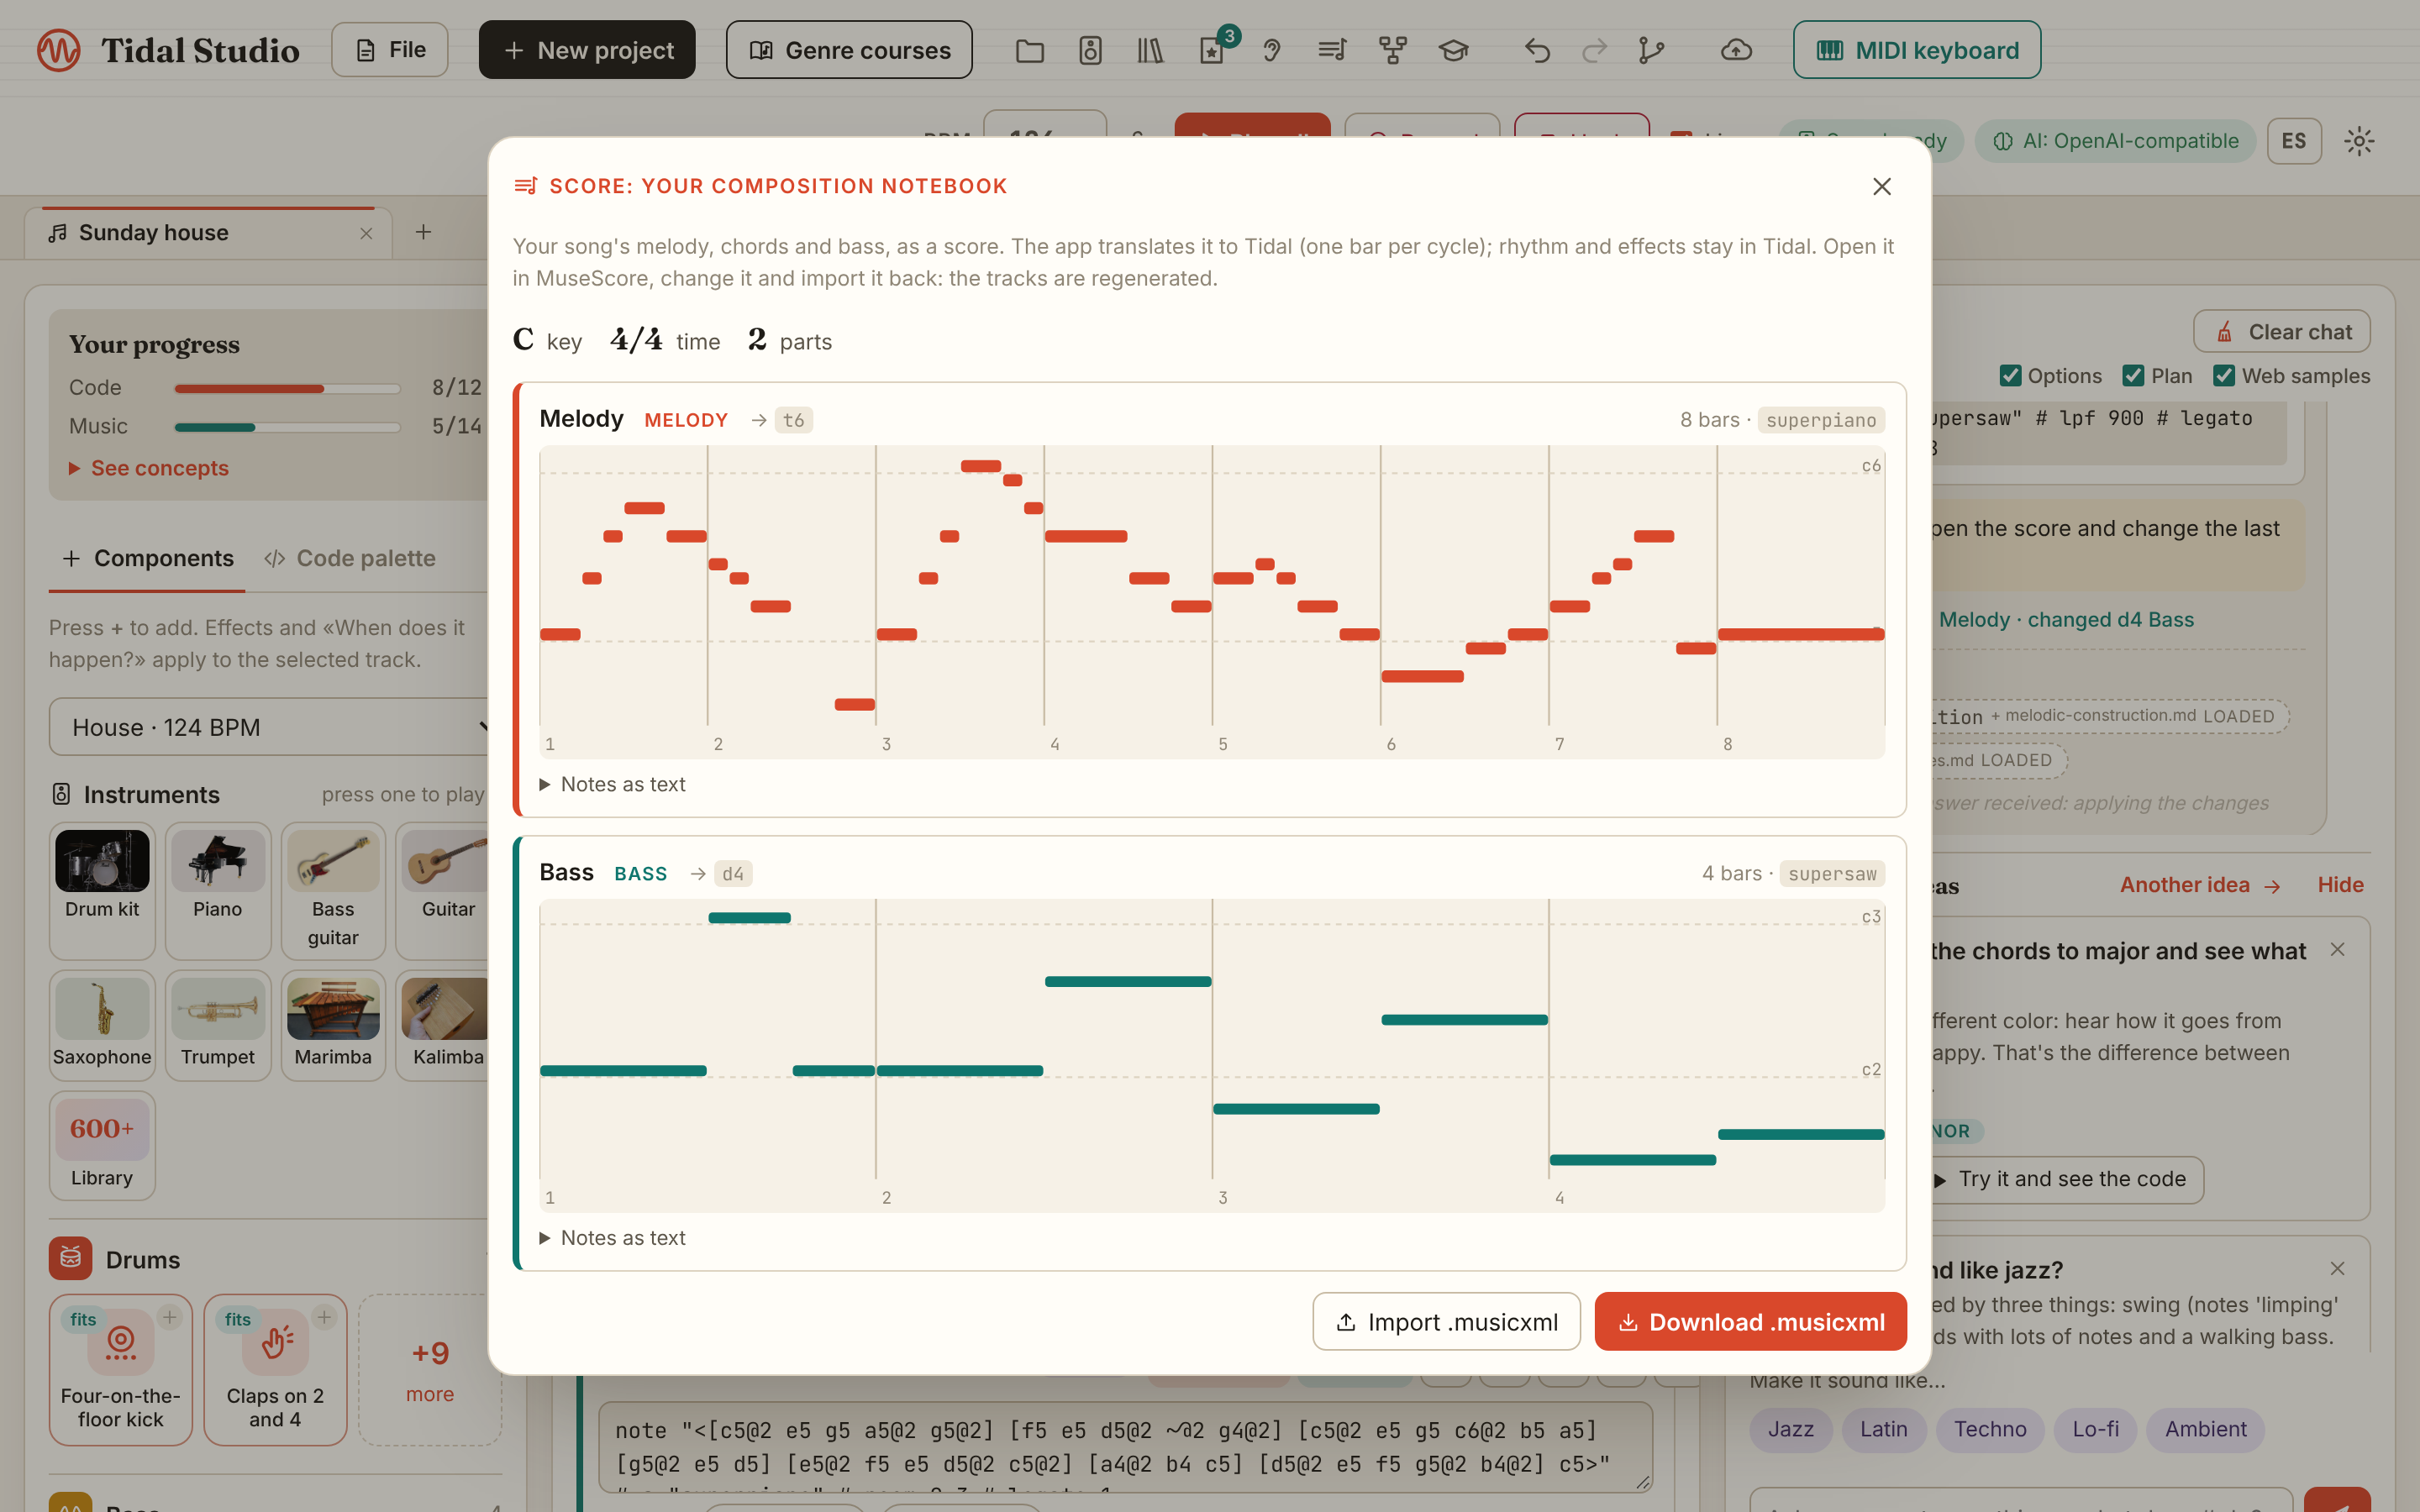 Tidal Studio
File
New project
Genre courses
3
MIDI keyboard
AI: OpenAI-compatible
ES
Sunday house
SCORE: YOUR COMPOSITION NOTEBOOK
Your song's melody, chords and bass, as a score. The app translates it to Tidal (one bar per cycle); rhythm and effects stay in Tidal. Open it
in MuseScore, change it and import it back: the tracks are regenerated.
C key 4/4 time 2 parts
Melody MELODY → t6
8 bars · superpiano
c6
1 2 3 4 5 6 7 8
Notes as text
Bass BASS → d4
4 bars · supersaw
c3
c2
1 2 3 4
Notes as text
Import .musicxml
Download .musicxml
Your progress
Code 8/12
Music 5/14
See concepts
Components
Code palette
Press + to add. Effects and «When does it
happen?» apply to the selected track.
House · 124 BPM
Instruments
press one to play
Drum kit
Piano
Bass
guitar
Guitar
Saxophone
Trumpet
Marimba
Kalimba
600+
Library
Drums
fits
Four-on-the-
floor kick
fits
Claps on 2
and 4
+9
more
note "<[c5@2 e5 g5 a5@2 g5@2] [f5 e5 d5@2 ~@2 g4@2] [c5@2 e5 g5 c6@2 b5 a5]
[g5@2 e5 d5] [e5@2 f5 e5 d5@2 c5@2] [a4@2 b4 c5] [d5@2 e5 f5 g5@2 b4@2] c5>"
Clear chat
Options
Plan
Web samples
" # lpf 900 # legato
pen the score and change the last
Melody · changed d4 Bass
+ melodic-construction.md LOADED
LOADED
received: applying the changes
Another idea →
Hide
the chords to major and see what
color: hear how it goes from
That's the difference between
Try it and see the code
like jazz?
by three things: swing (notes 'limping'
with lots of notes and a walking bass.
Make it sound like...
Jazz
Latin
Techno
Lo-fi
Ambient